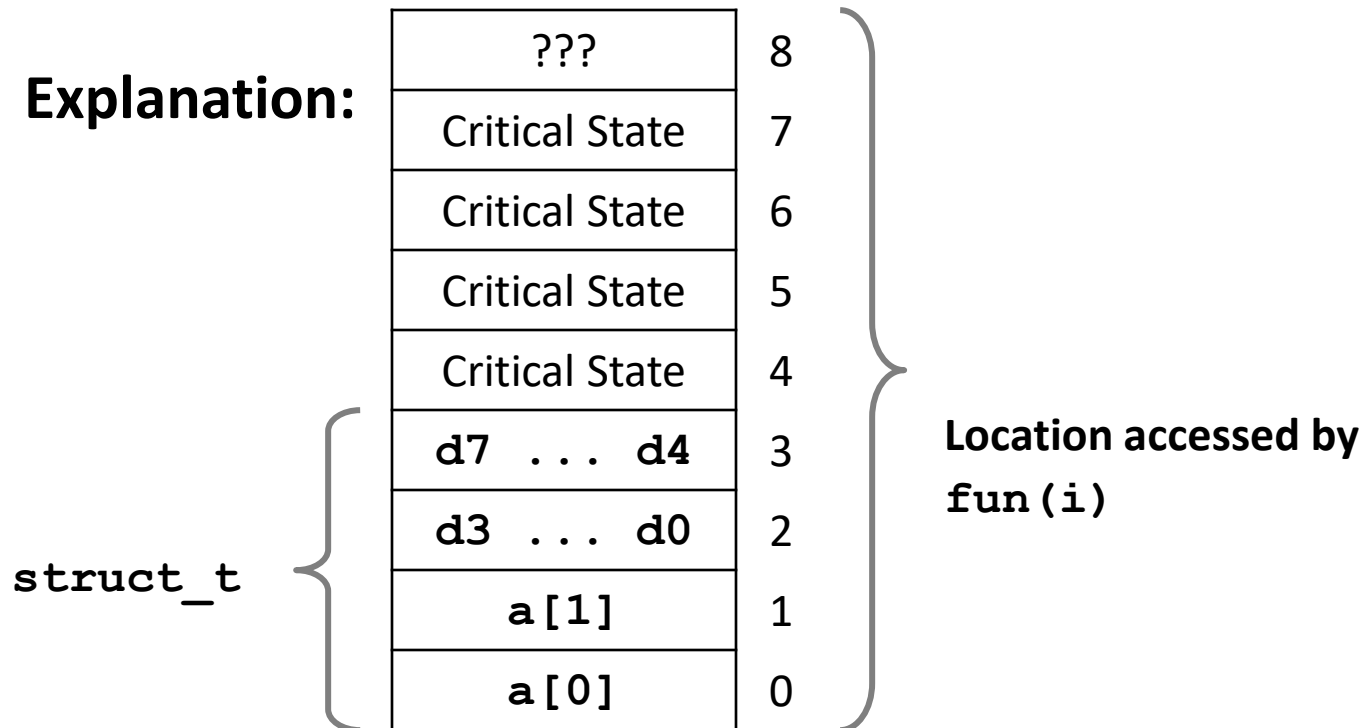 Explanation:
??? 8
Critical State 7
Critical State 6
Critical State 5
Critical State 4
d7 ... d4 3
d3 ... d0 2
a[1] 1
a[0] 0
struct_t
Location accessed by
fun(i)